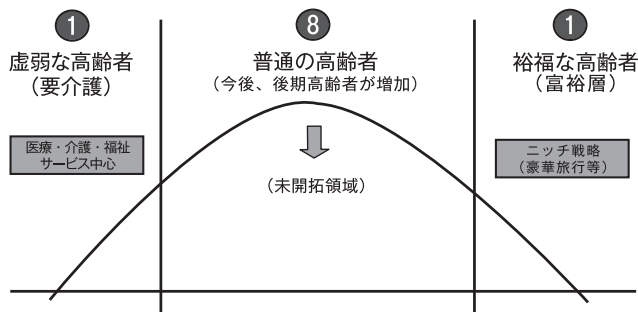 1
虚弱な高齢者
（要介護）
医療・介護・福祉
サービス中心
8
普通の高齢者
（今後、後期高齢者が増加）
（未開拓領域）
1
裕福な高齢者
（富裕層）
ニッチ戦略
（豪華旅行等）